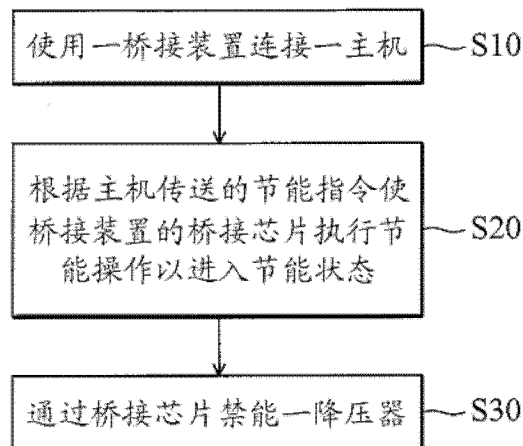 使用一桥接装置连接一主机
S10
根据主机传送的节能指令使
桥接装置的桥接芯片执行节
能操作以进入节能状态
S20
通过桥接芯片禁能一降压器
S30